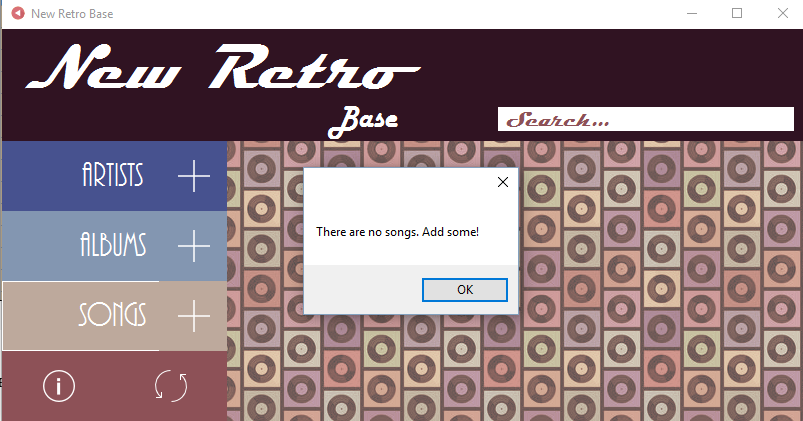 New Retro Base
New Retro
Base
Search...
ARTISTS
ALBUMS
SONGS
There are no songs. Add some!
OK